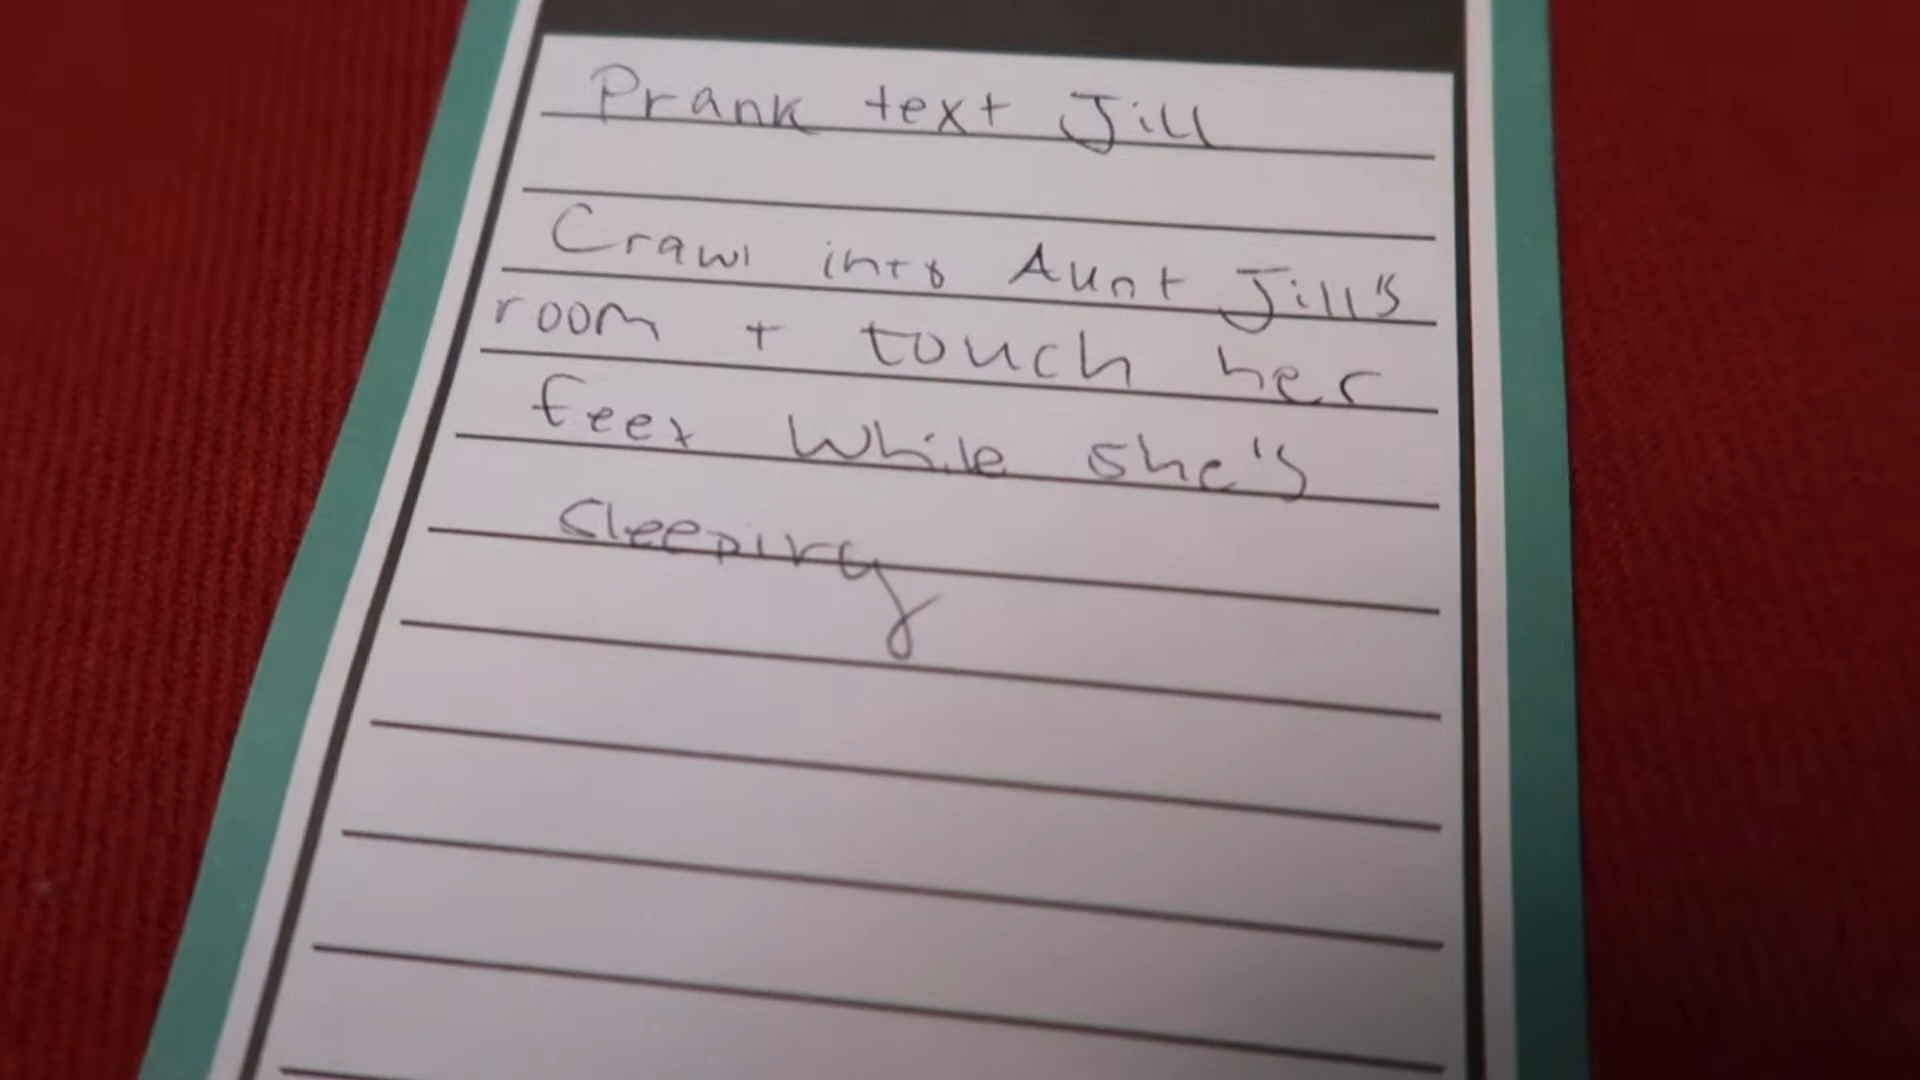 Prank text Jill
Crawl into Aunt Jill's
room + touch her
feet While she's
Sleeping